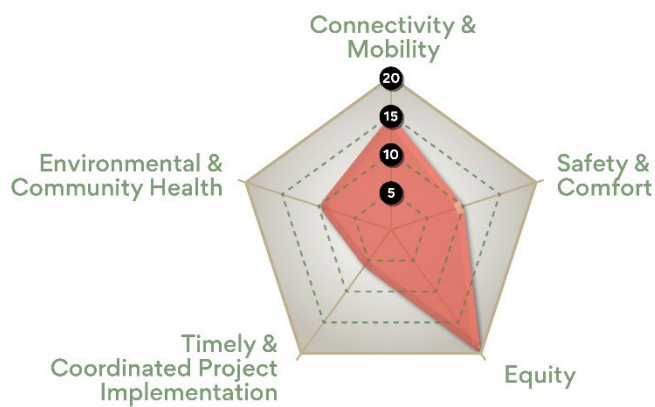 Connectivity &
Mobility
20
15
10
5
Environmental &
Community Health
Safety &
Comfort
Timely &
Coordinated Project
Implementation
Equity